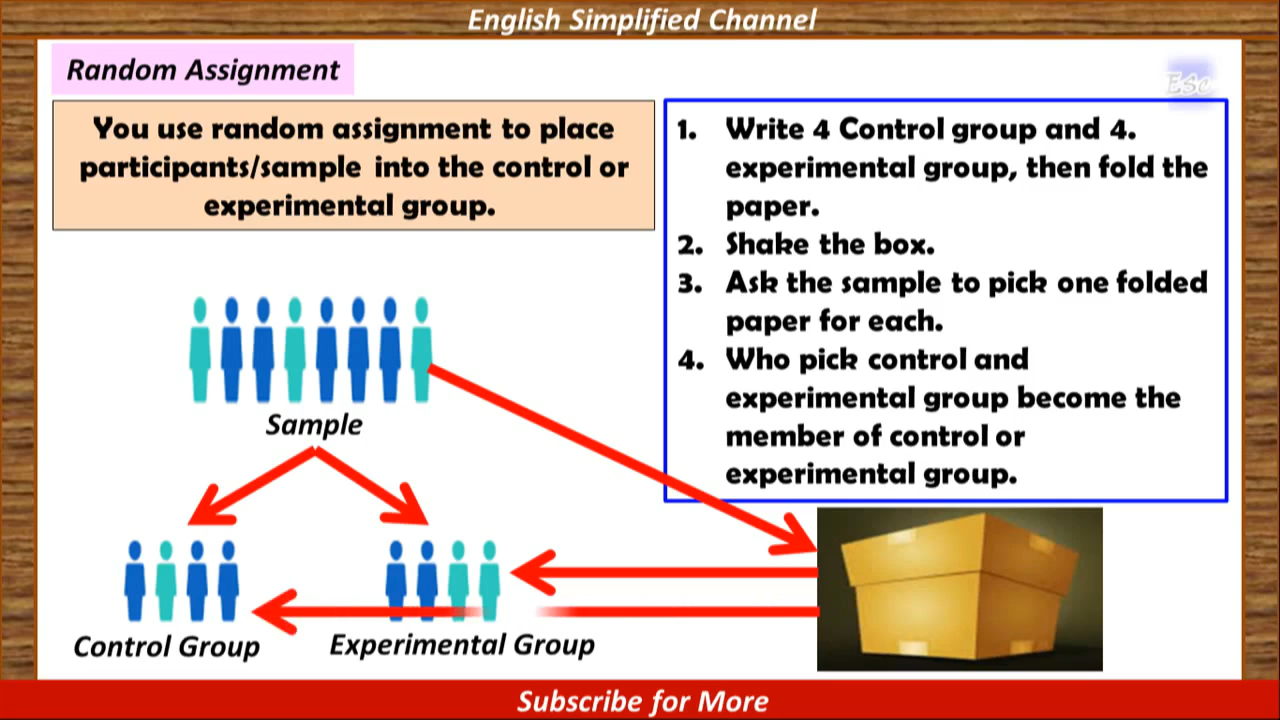 English Simplified Channel
Random Assignment
Esc
You use random assignment to place
participants/sample into the control or
experimental group.
1. Write 4 Control group and 4.
experimental group, then fold the
paper.
2. Shake the box.
3. Ask the sample to pick one folded
paper for each.
4. Who pick control and
experimental group become the
member of control or
experimental group.
Sample
Control Group
Experimental Group
Subscribe for More